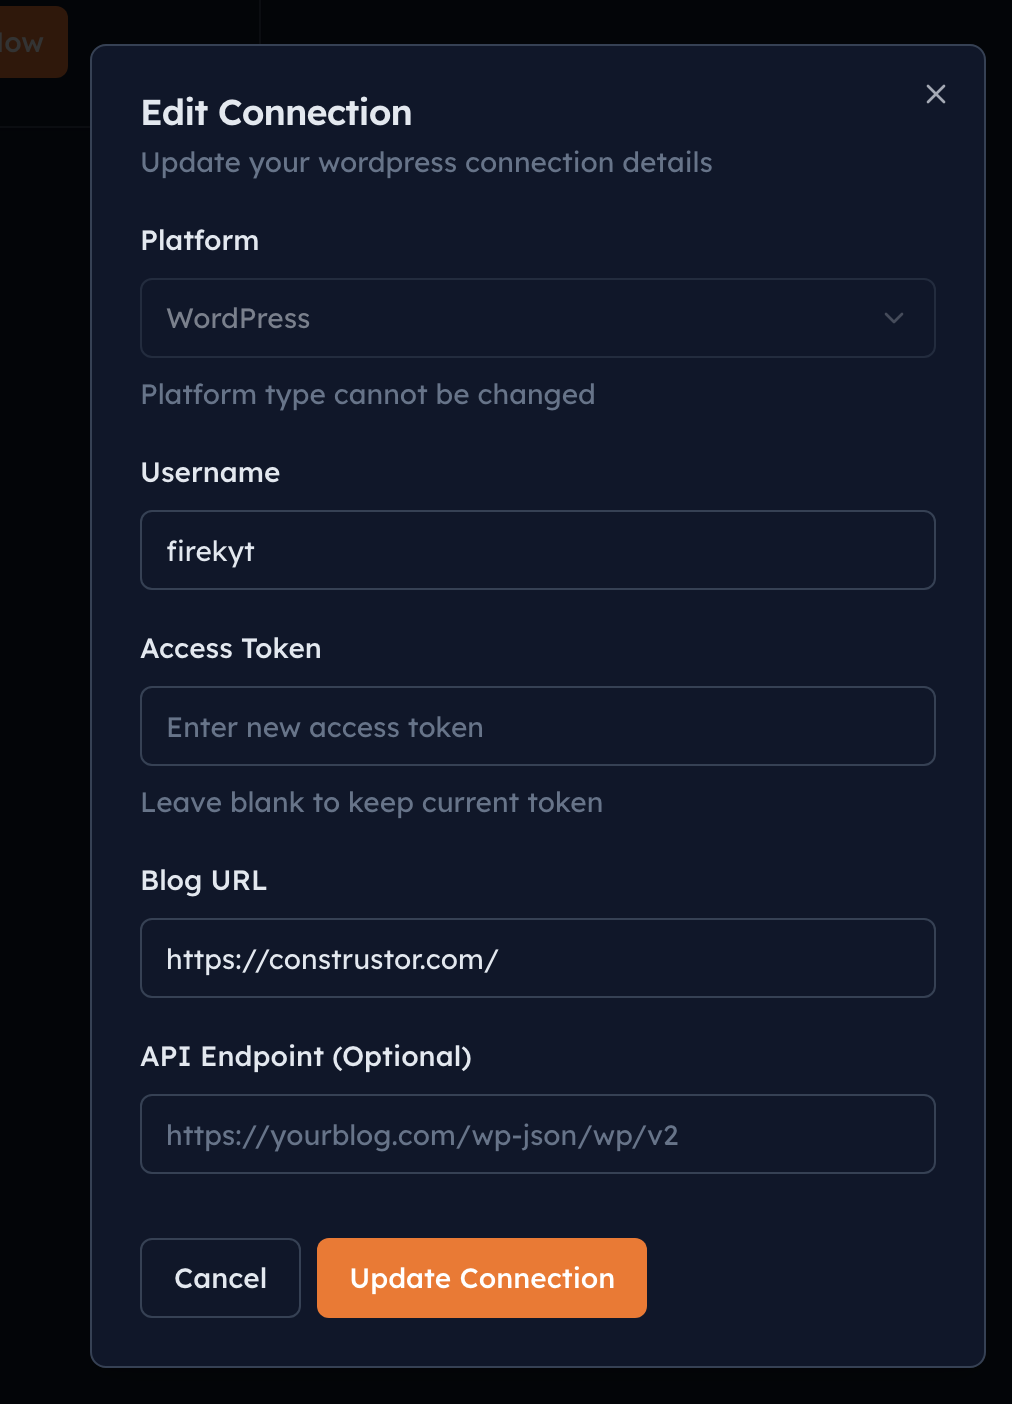 Edit Connection
Update your wordpress connection details
Platform
WordPress
Platform type cannot be changed
Username
firekyt
Access Token
Enter new access token
Leave blank to keep current token
Blog URL
https://construstor.com/
API Endpoint (Optional)
https://yourblog.com/wp-json/wp/v2
Cancel
Update Connection